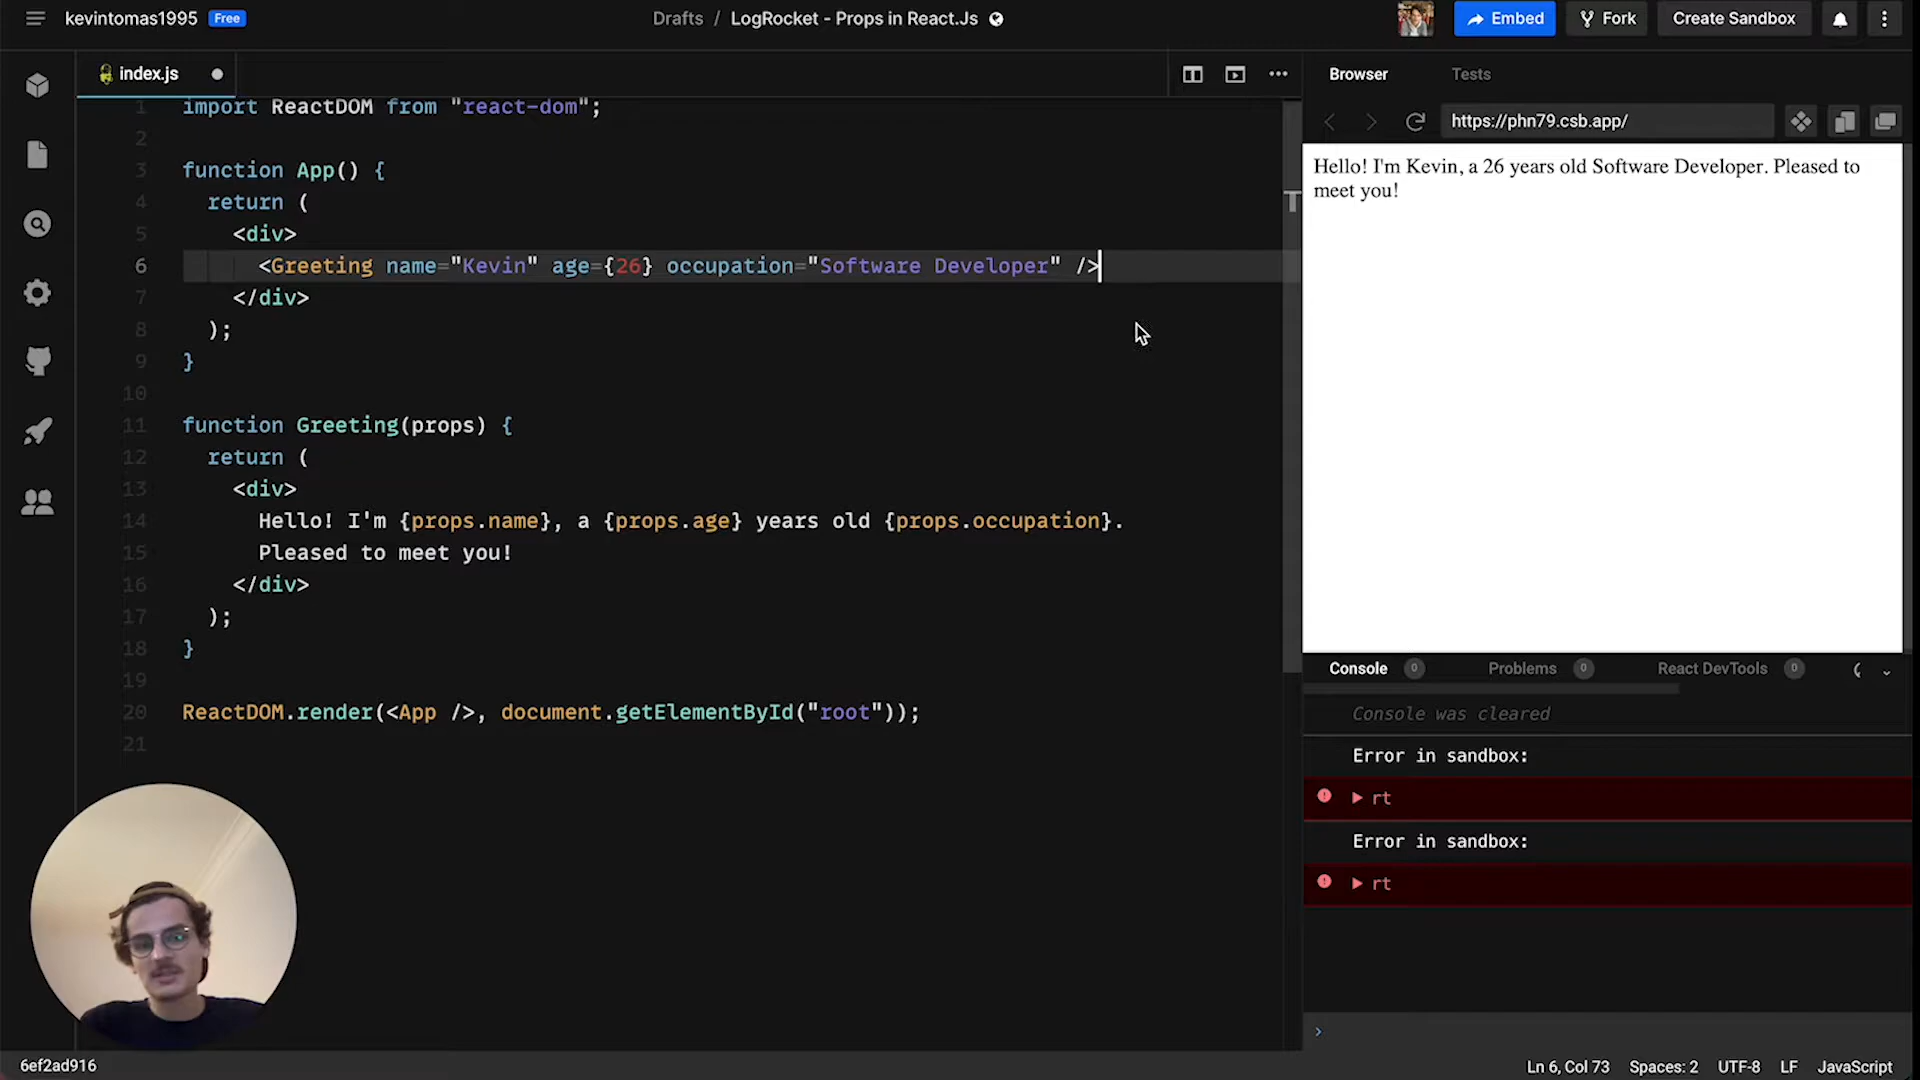 kevintomas1995 Free Drafts / LogRocket - Props in React.Js Embed Fork Create Sandbox
index.js
Browser Tests
https://phn79.csb.app/
1 import ReactDOM from "react-dom";
2
3 function App() {
4 return (
5 <div>
6 <Greeting name="Kevin" age={26} occupation="Software Developer" />
7 </div>
8 );
9 }
10
11 function Greeting(props) {
12 return (
13 <div>
14 Hello! I'm {props.name}, a {props.age} years old {props.occupation}.
15 Pleased to meet you!
16 </div>
17 );
18 }
19
20 ReactDOM.render(<App />, document.getElementById("root"));
21
Hello! I'm Kevin, a 26 years old Software Developer. Pleased to
meet you!
Console 0 Problems 0 React DevTools 0
Console was cleared
Error in sandbox:
rt
Error in sandbox:
rt
6ef2ad916 Ln 6, Col 73 Spaces: 2 UTF-8 LF JavaScript